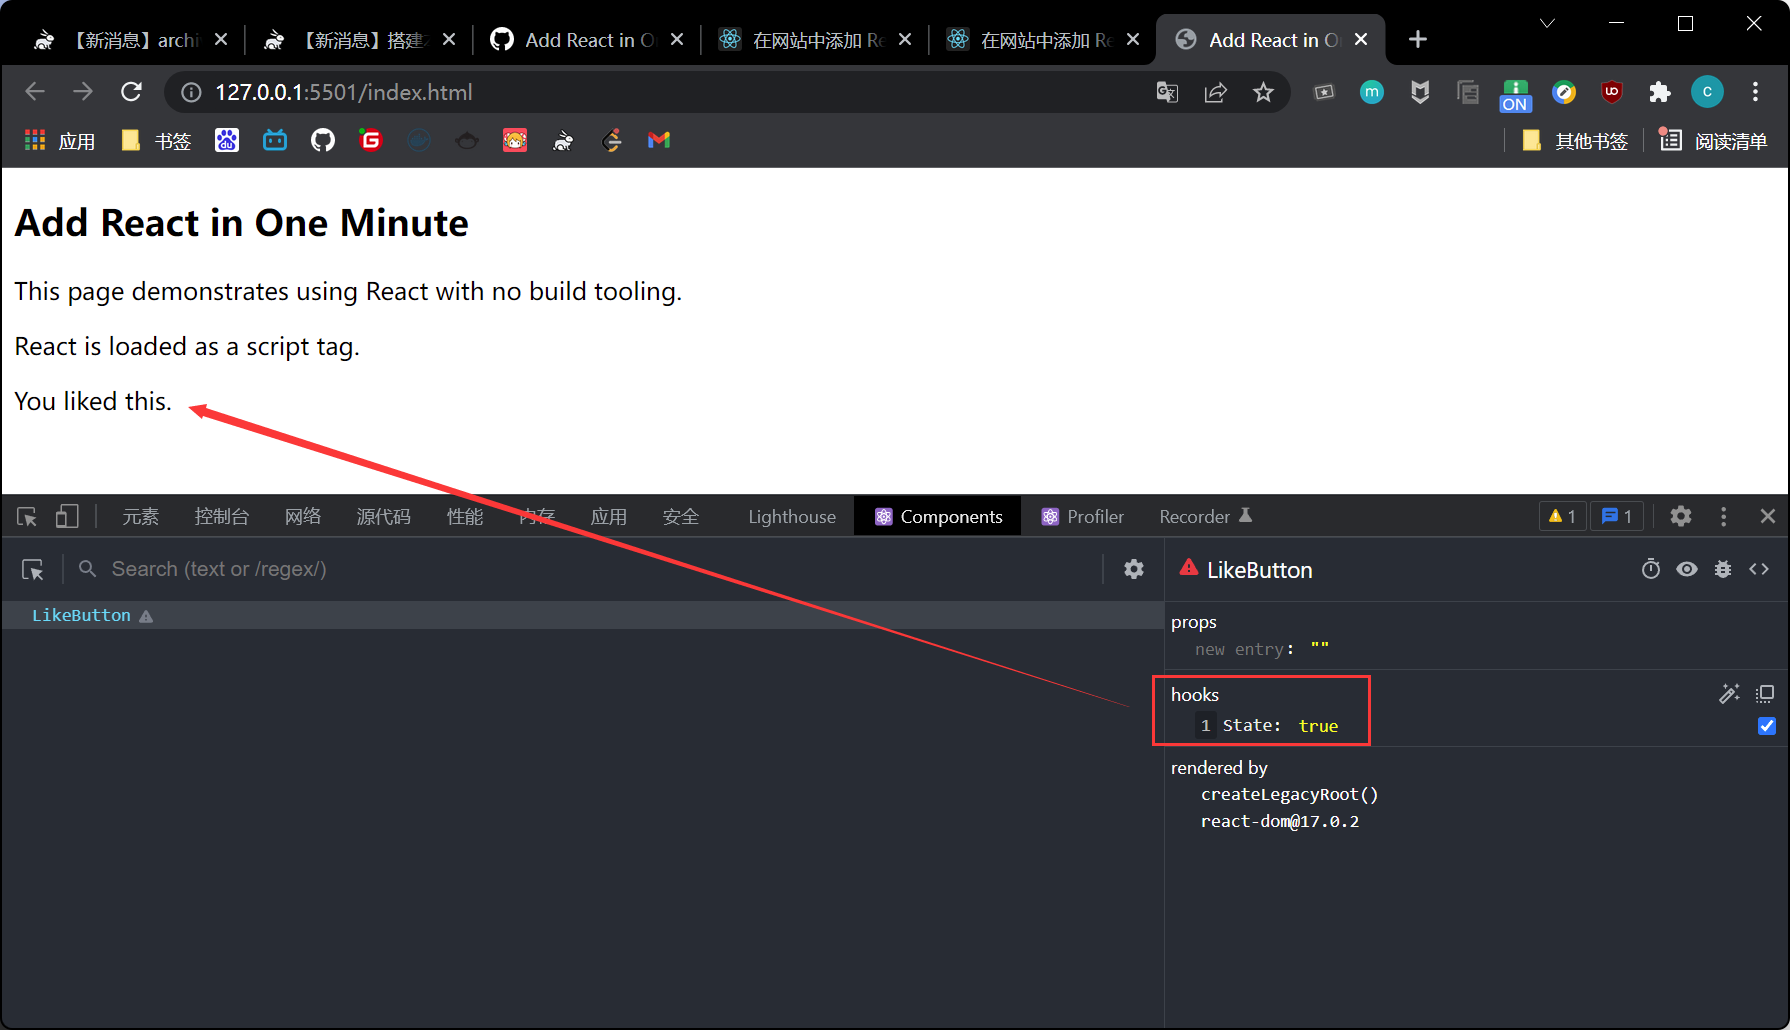 【新消息】archi
【新消息】搭建
Add React in O
在网站中添加 Re
在网站中添加 Re
Add React in O
127.0.0.1:5501/index.html
ON
应用
书签
其他书签
阅读清单
Add React in One Minute
This page demonstrates using React with no build tooling.
React is loaded as a script tag.
You liked this.
元素 控制台 网络 源代码 性能 内存 应用 安全 Lighthouse Components Profiler Recorder 1 1
Search (text or /regex/)
LikeButton
LikeButton
props
new entry: ""
hooks
1 State: true
rendered by
createLegacyRoot()
react-dom@17.0.2